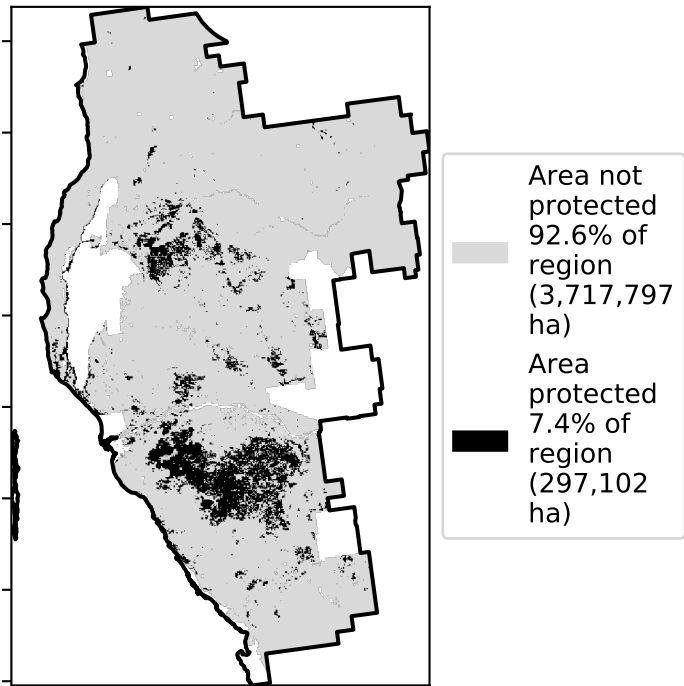 Area not
protected
92.6% of
region
(3,717,797
ha)
Area
protected
7.4% of
region
(297,102
ha)